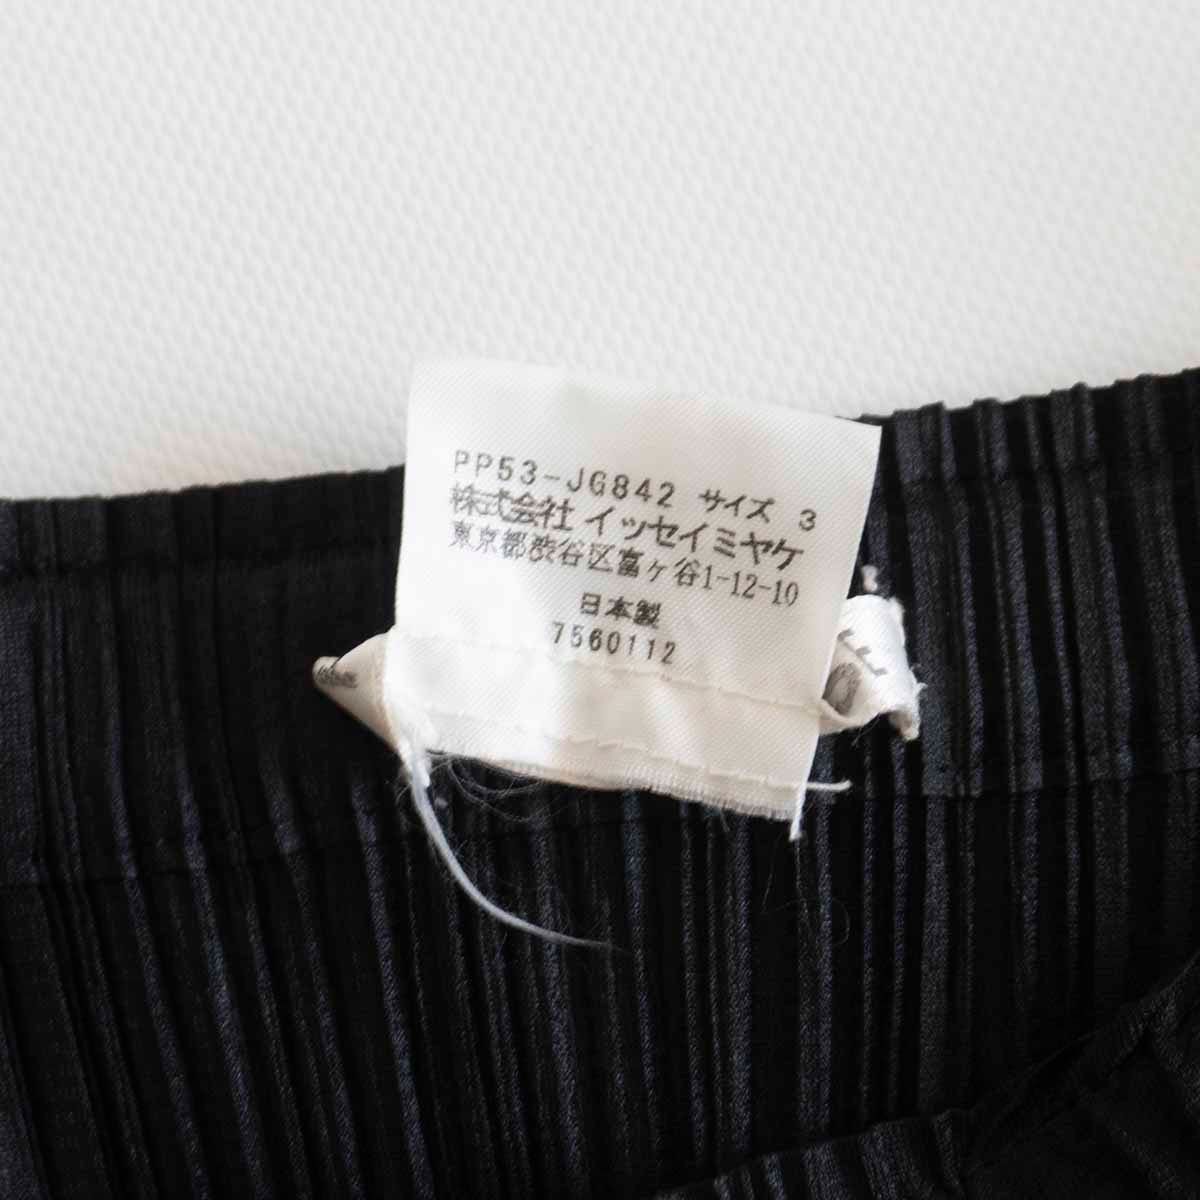 PP53-JG842 サイズ 3
株式会社 イッセイミヤケ
東京都渋谷区富ヶ谷1-12-10
日本製
7560112